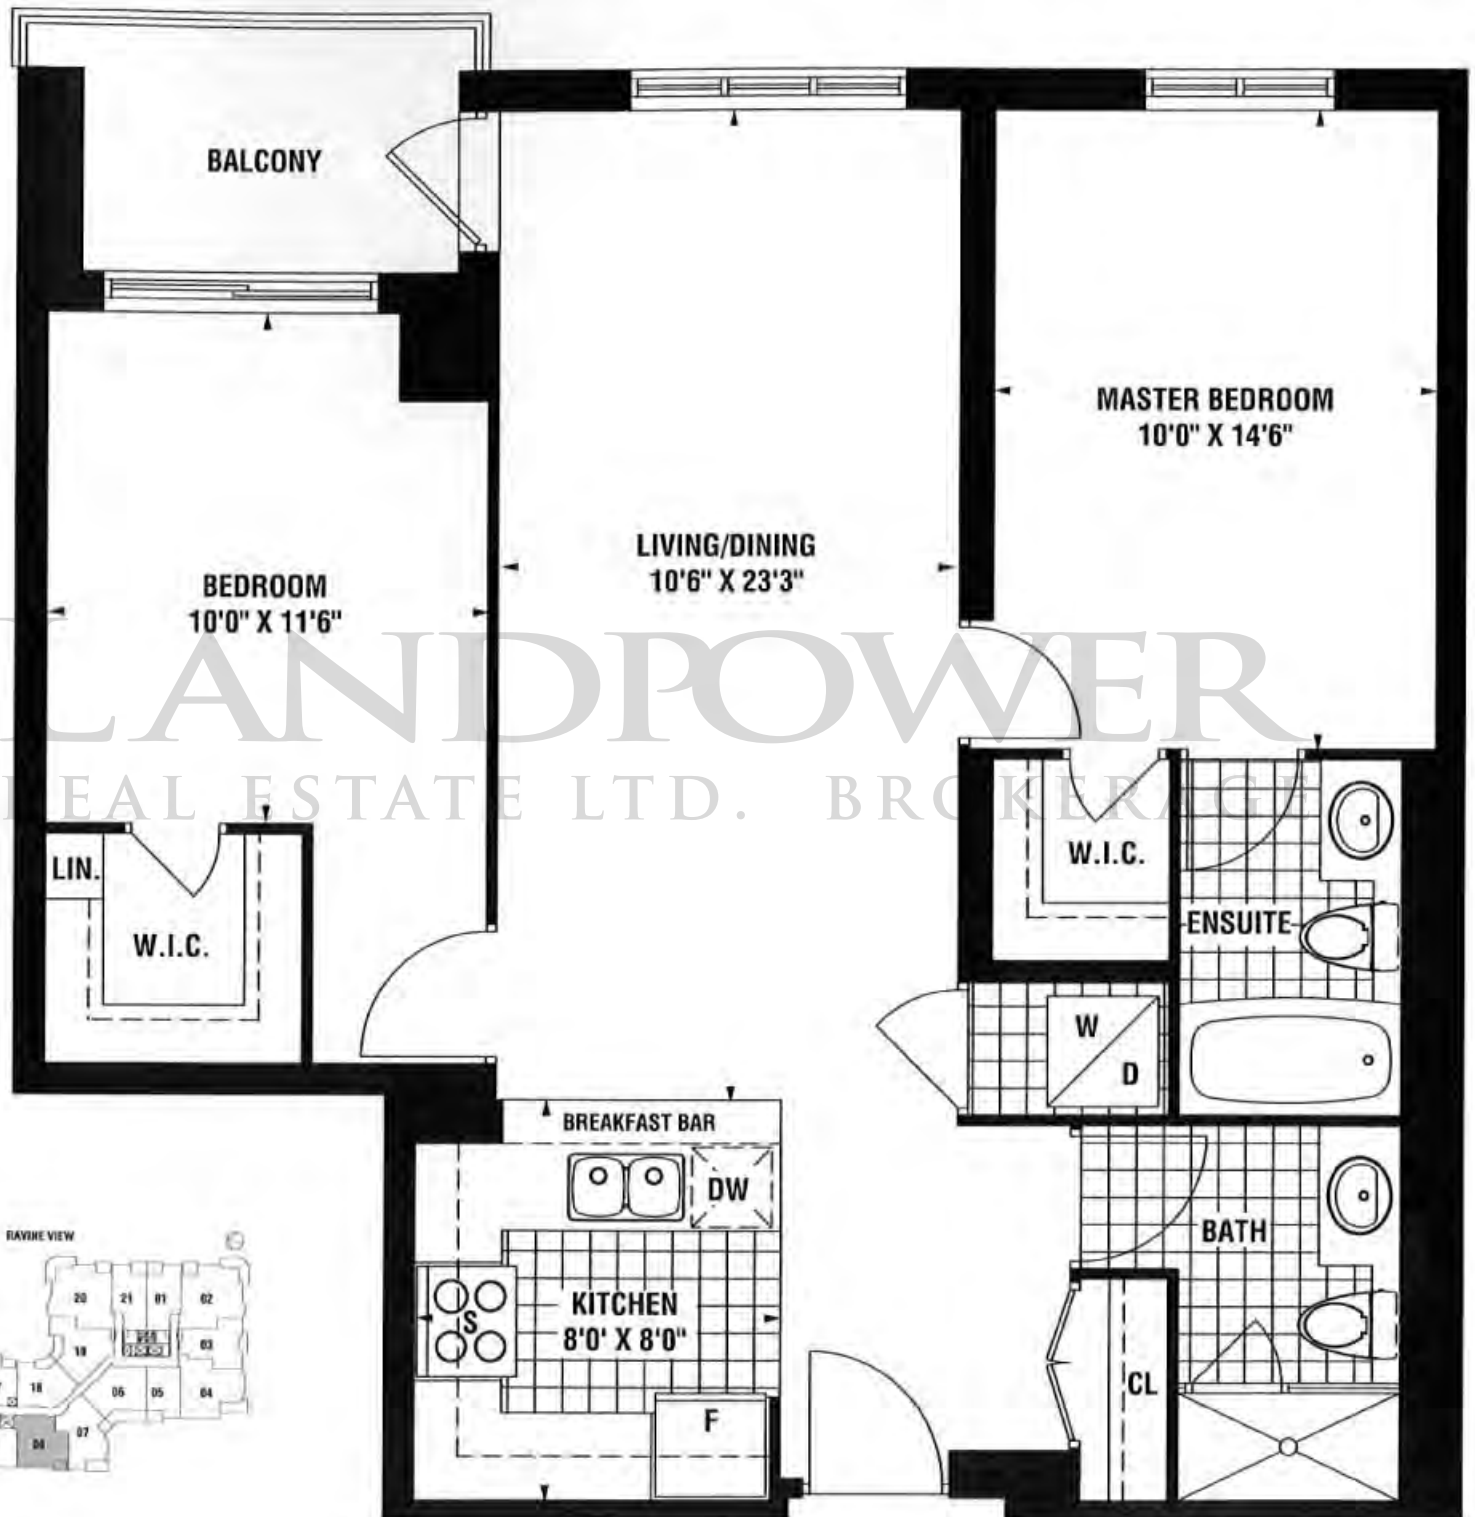 BALCONY
MASTER BEDROOM
10'0" X 14'6"
LIVING/DINING
10'6" X 23'3"
BEDROOM
10'0" X 11'6"
LANDPOWER
REAL ESTATE LTD. BROKERAGE
LIN.
W.I.C.
W.I.C.
ENSUITE
W
D
BREAKFAST BAR
DW
BATH
S
KITCHEN
8'0' X 8'0"
CL
F
RAVINE VIEW
20
21
01
02
19
03
18
06
05
04
07
08